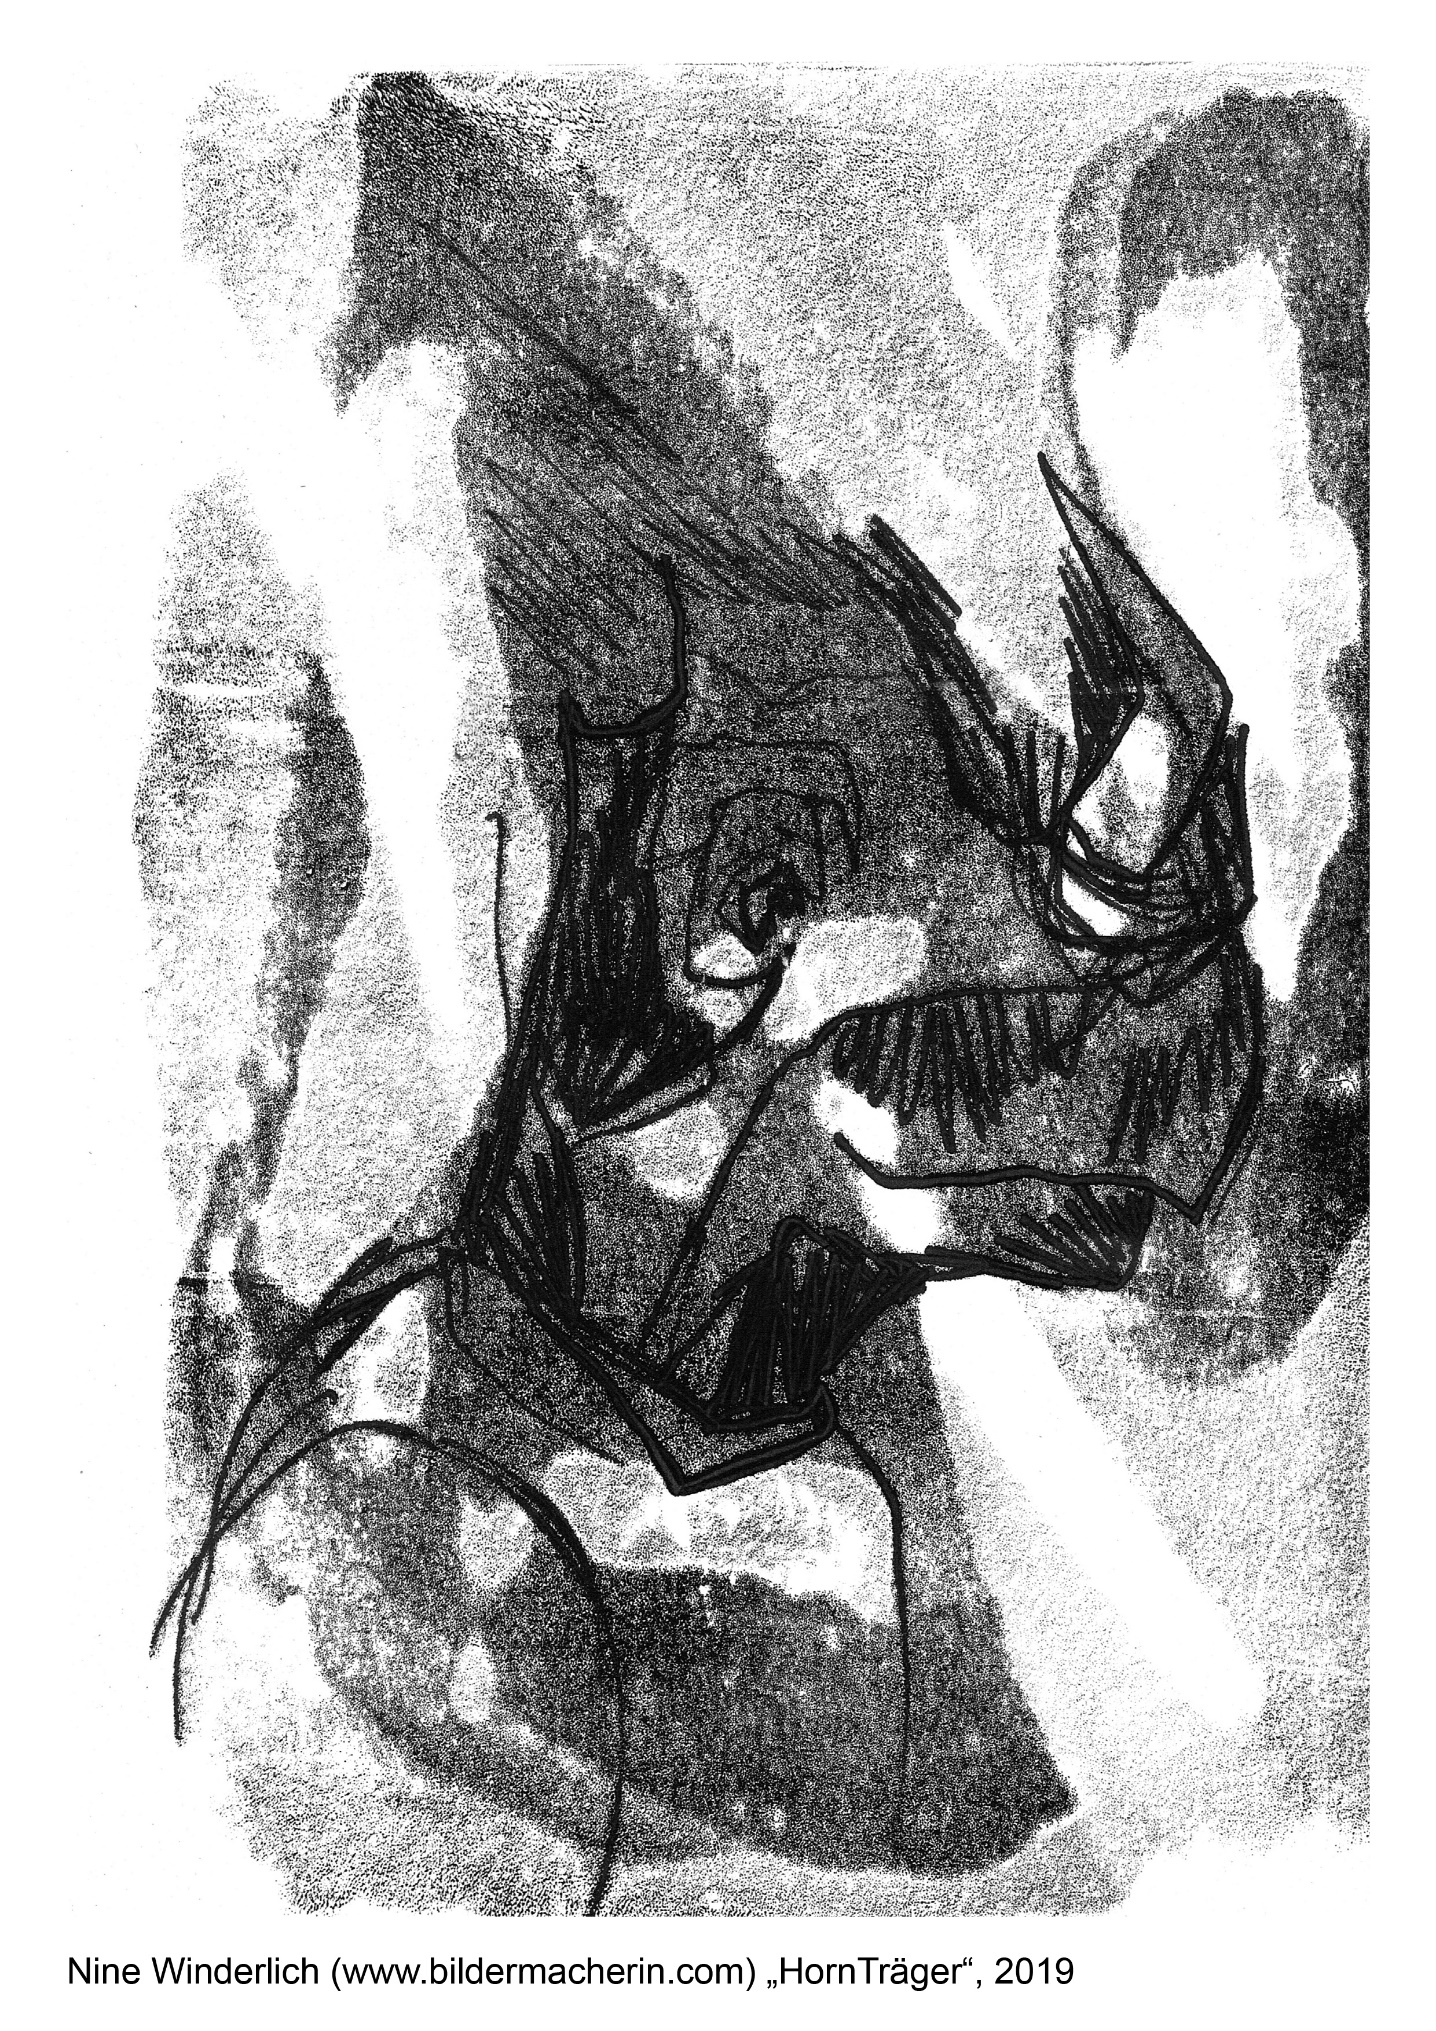 Nine Winderlich (www.bildermacherin.com) „HornTräger“, 2019